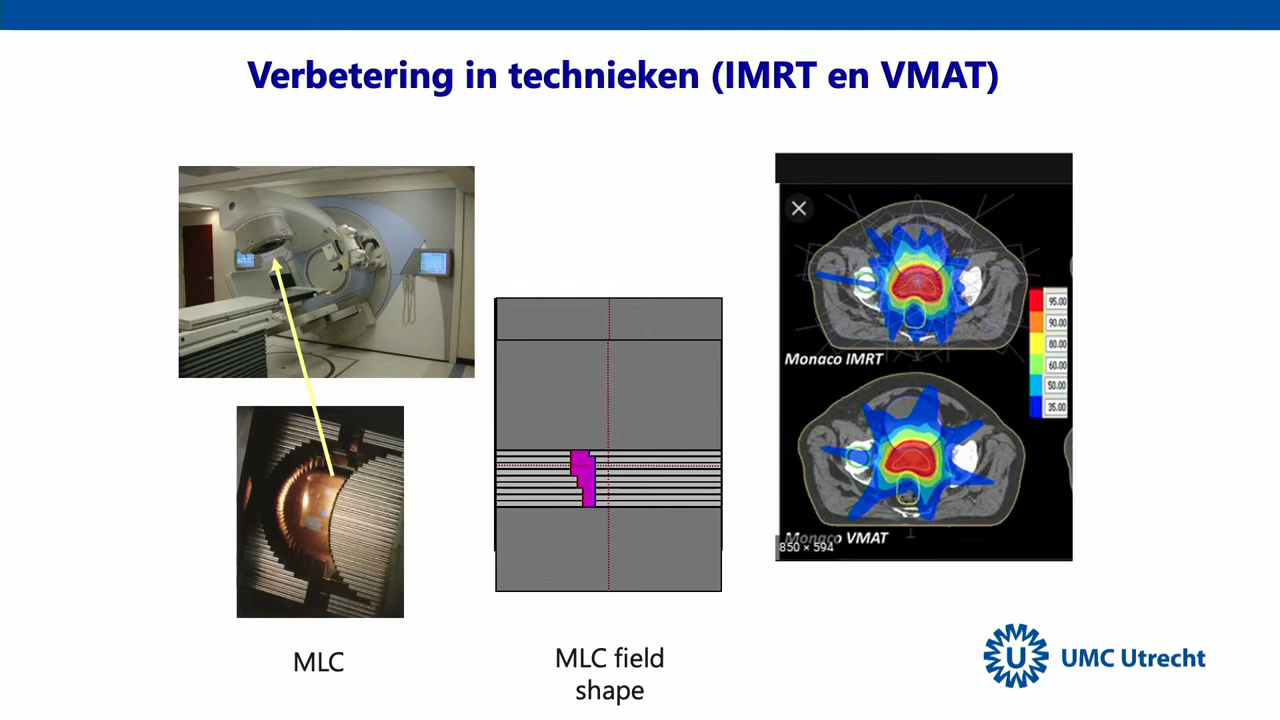 Verbetering in technieken (IMRT en VMAT)
Monaco IMRT
95.00
90.00
80.00
60.00
50.00
35.00
Monaco VMAT
850 × 594
MLC
MLC field
shape
U
UMC Utrecht